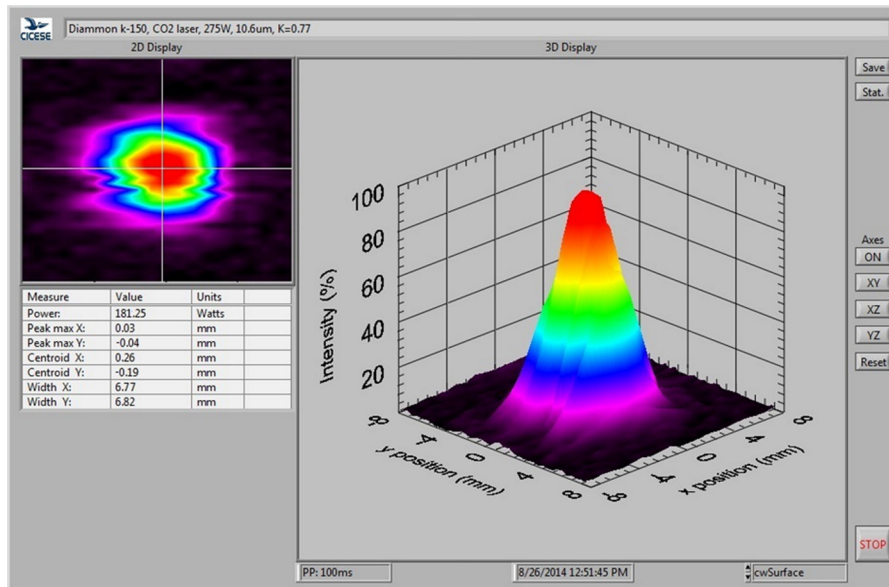 CICESE
Diammon k-150, CO2 laser, 275W, 10.6um, K=0.77
2D Display
3D Display
Save
Stat.
Axes
ON
XY
XZ
YZ
Reset
STOP
Measure Value Units
Power: 181.25 Watts
Peak max X: 0.03 mm
Peak max Y: -0.04 mm
Centroid X: 0.26 mm
Centroid Y: -0.19 mm
Width X: 6.77 mm
Width Y: 6.82 mm
Intensity (%)
100
80
60
40
20
8 4 0 4 8
y position (mm)
-8 4 0 4 8
x position (mm)
PP: 100ms
8/26/2014 12:51:45 PM
cwSurface